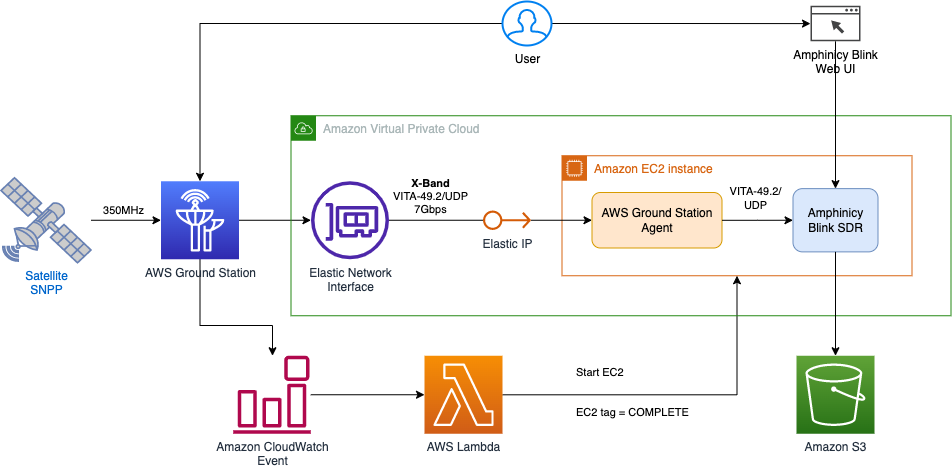 User
Amphinicy Blink
Web UI
Amazon Virtual Private Cloud
Amazon EC2 instance
350MHz
X-Band
VITA-49.2/UDP
7Gbps
VITA-49.2/
UDP
AWS Ground Station
Agent
Amphinicy
Blink SDR
Elastic IP
Satellite
SNPP
AWS Ground Station
Elastic Network
Interface
Start EC2
EC2 tag = COMPLETE
Amazon CloudWatch
Event
AWS Lambda
Amazon S3